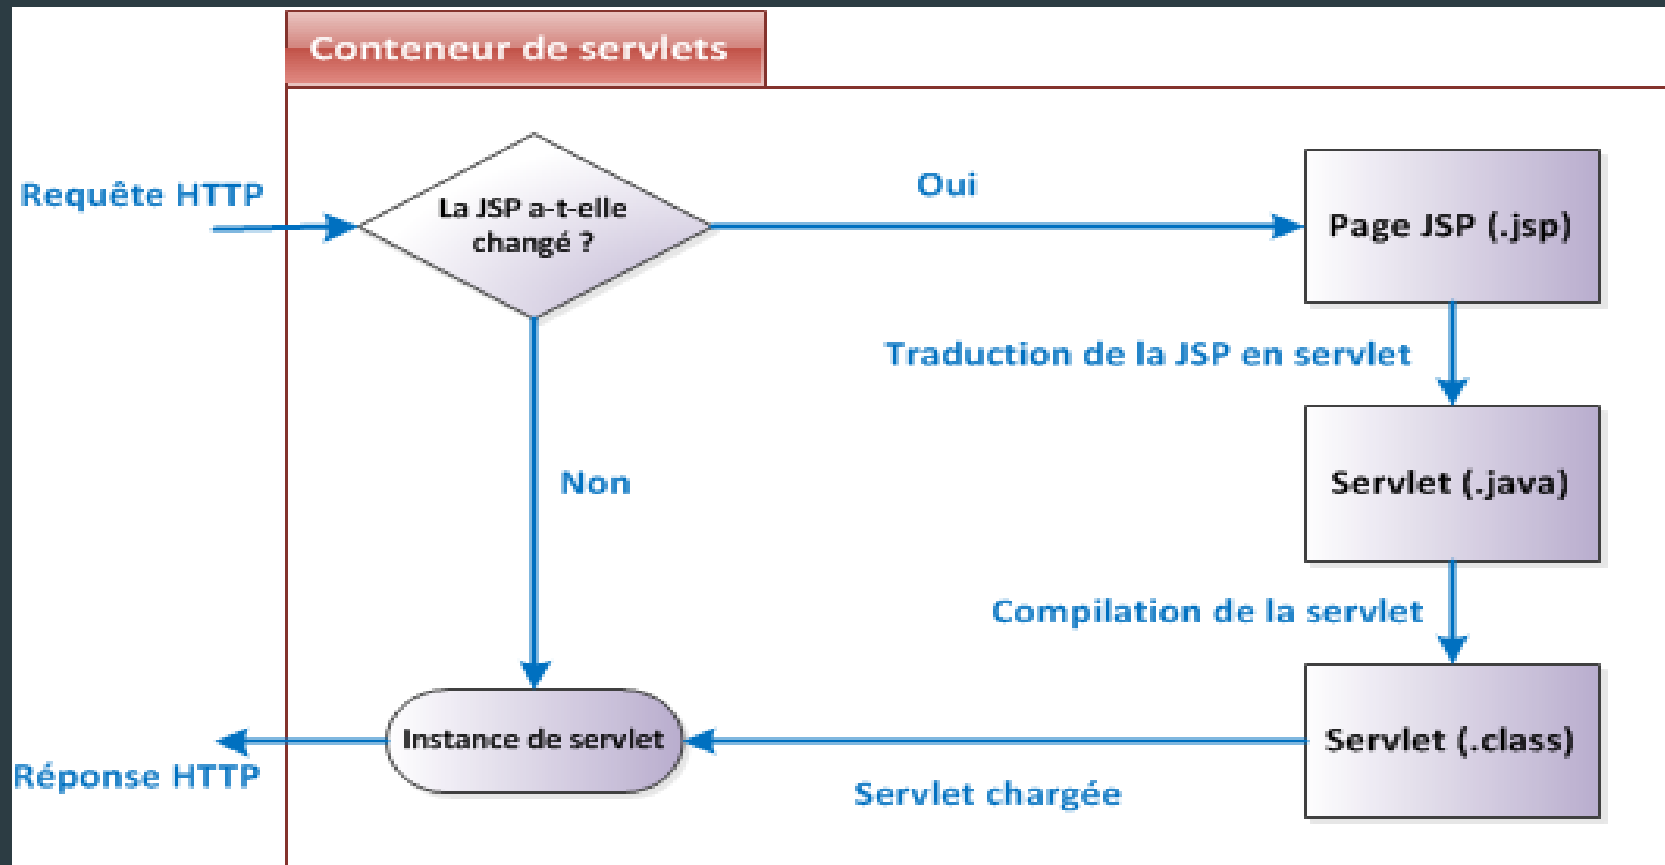 Conteneur de servlets
Requête HTTP
La JSP a-t-elle
changé ?
Oui
Page JSP (.jsp)
Traduction de la JSP en servlet
Non
Servlet (.java)
Compilation de la servlet
Instance de servlet
Servlet (.class)
Réponse HTTP
Servlet chargée